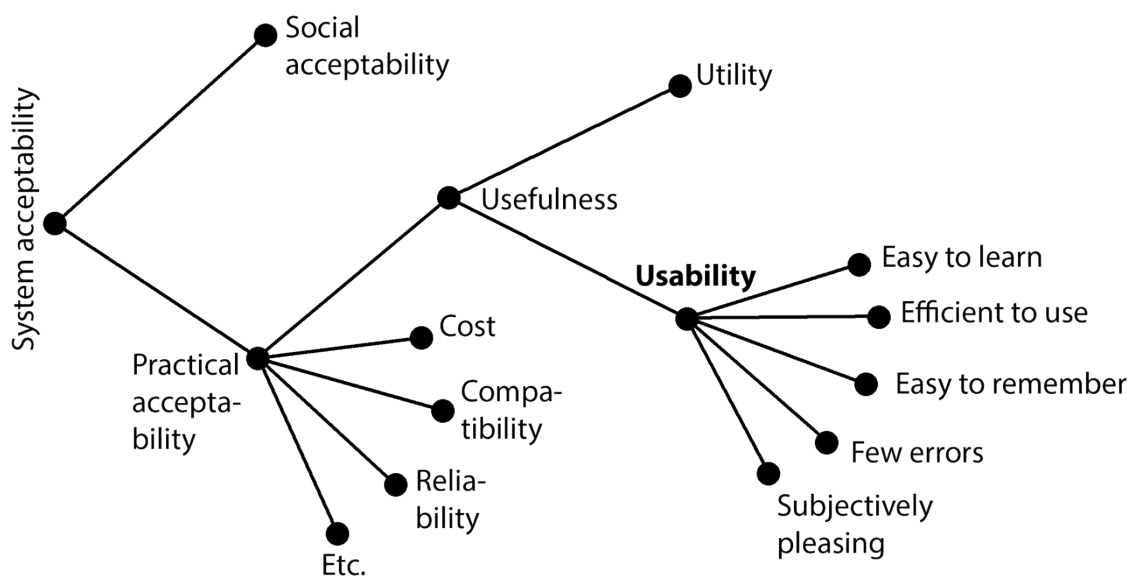 System acceptability
Social
acceptability
Practical
accepta-
bility
Usefulness
Cost
Compa-
tibility
Relia-
bility
Etc.
Utility
Usability
Easy to learn
Efficient to use
Easy to remember
Few errors
Subjectively
pleasing